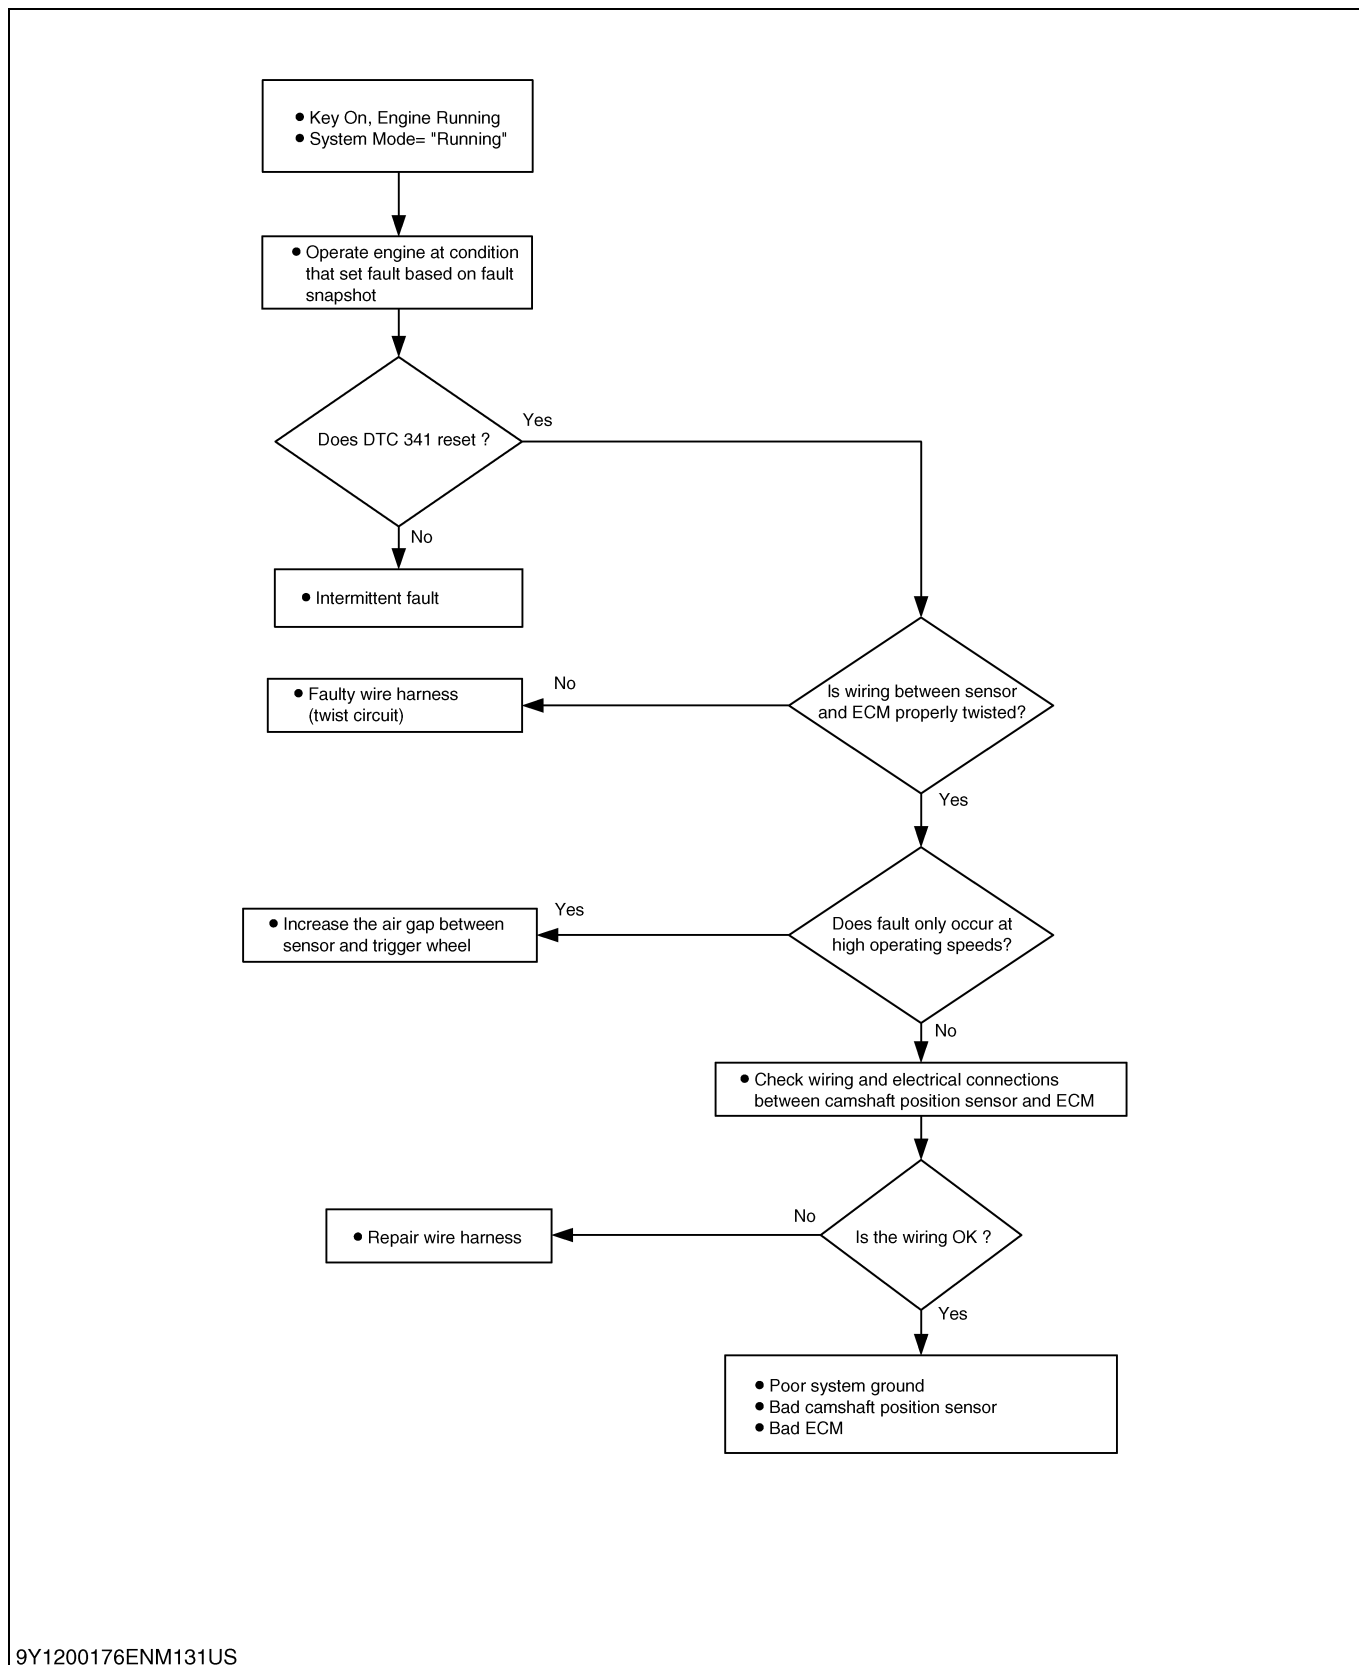 ● Key On, Engine Running
● System Mode= "Running"
● Operate engine at condition
that set fault based on fault
snapshot
Does DTC 341 reset ?
Yes
No
● Intermittent fault
Is wiring between sensor
and ECM properly twisted?
No
● Faulty wire harness
(twist circuit)
Yes
Does fault only occur at
high operating speeds?
Yes
● Increase the air gap between
sensor and trigger wheel
No
● Check wiring and electrical connections
between camshaft position sensor and ECM
Is the wiring OK ?
No
● Repair wire harness
Yes
● Poor system ground
● Bad camshaft position sensor
● Bad ECM
9Y1200176ENM131US